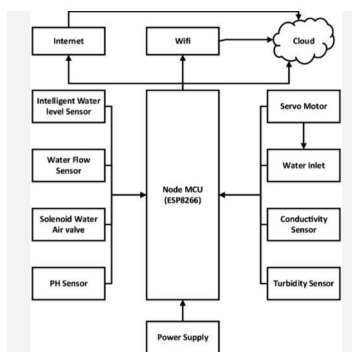 Internet
Wifi
Cloud
Intelligent Water
level Sensor
Servo Motor
Water Flow
Sensor
Water Inlet
Node MCU
(ESP8266)
Solenoid Water
Air valve
Conductivity
Sensor
PH Sensor
Turbidity Sensor
Power Supply